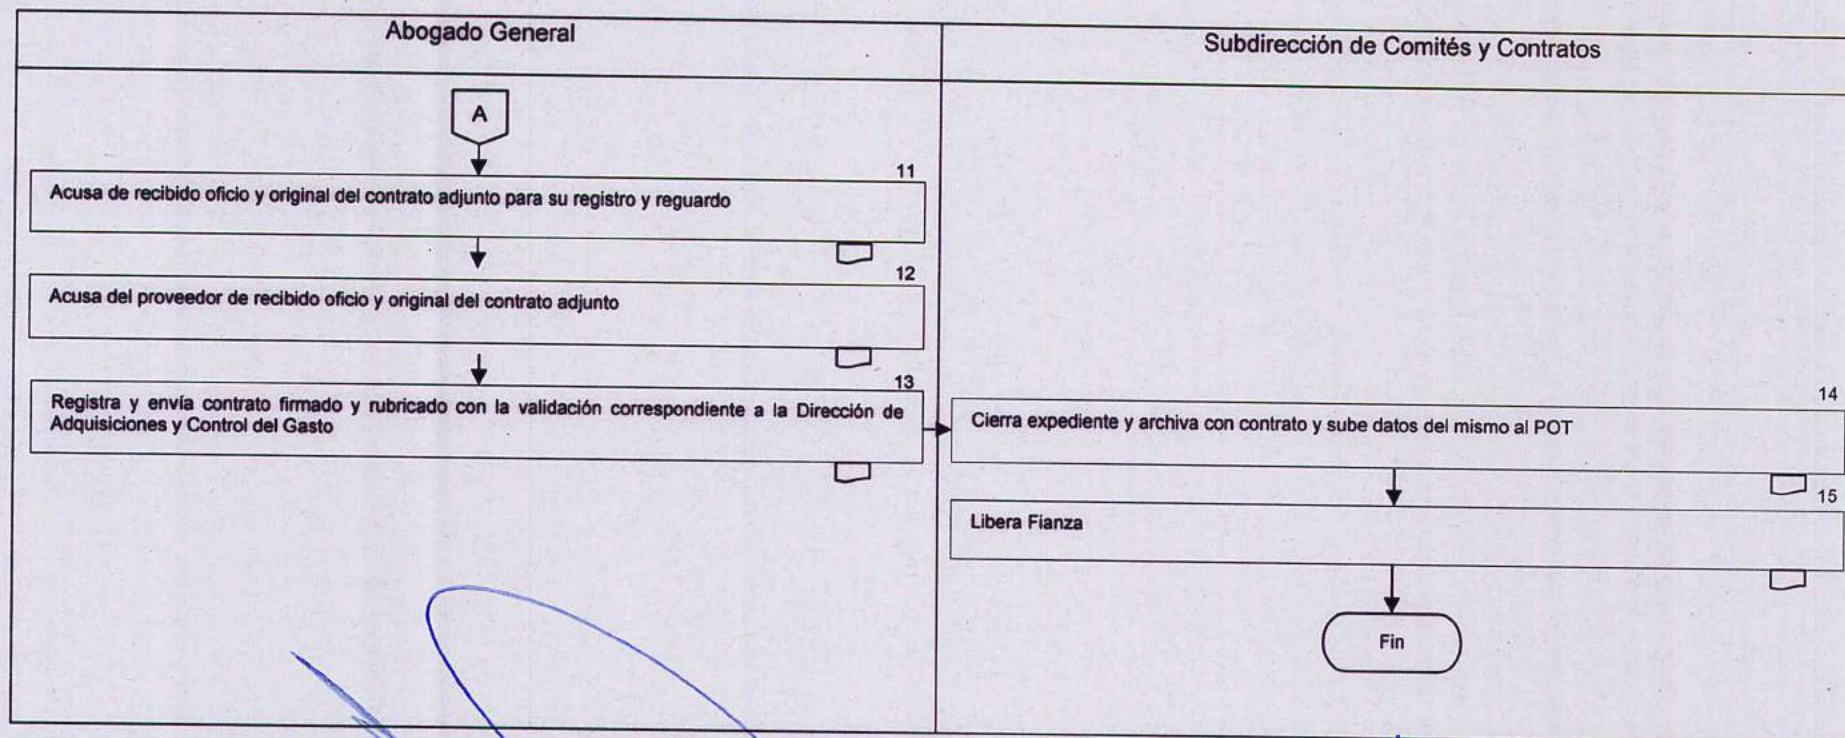 Abogado General
Subdirección de Comités y Contratos
A
11
Acusa de recibido oficio y original del contrato adjunto para su registro y reguardo
12
Acusa del proveedor de recibido oficio y original del contrato adjunto
13
Registra y envía contrato firmado y rubricado con la validación correspondiente a la Dirección de
Adquisiciones y Control del Gasto
14
Cierra expediente y archiva con contrato y sube datos del mismo al POT
15
Libera Fianza
Fin